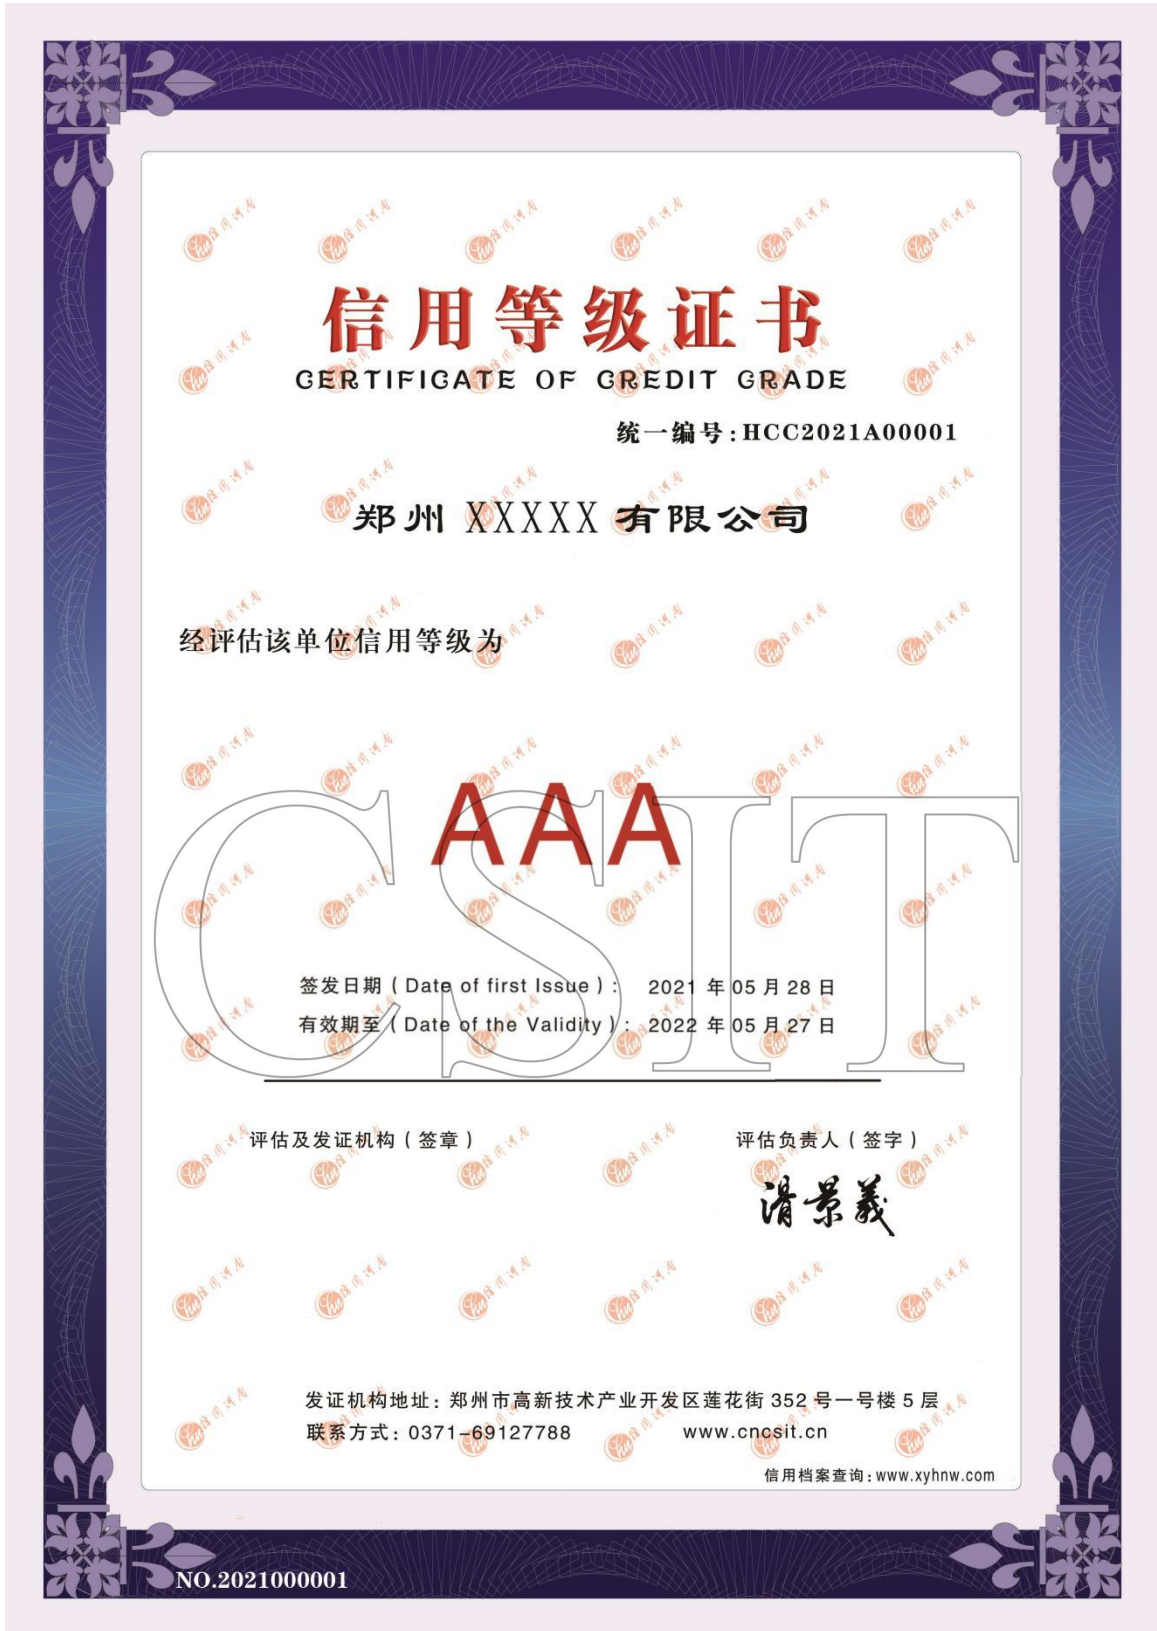 信用等级证书
CERTIFICATE OF CREDIT GRADE
统一编号:HCC2021A00001
郑州 XXXXX 有限公司
经评估该单位信用等级为
AAA
CSIT
签发日期 ( Date of first Issue ) : 2021 年 05 月 28 日
有效期至 ( Date of the Validity ) : 2022 年 05 月 27 日
评估及发证机构 ( 签章 )
评估负责人 ( 签字 )
滑景義
发证机构地址: 郑州市高新技术产业开发区莲花街 352 号一号楼 5 层
联系方式: 0371-69127788
www.cncsit.cn
信用档案查询:www.xyhnw.com
NO.2021000001